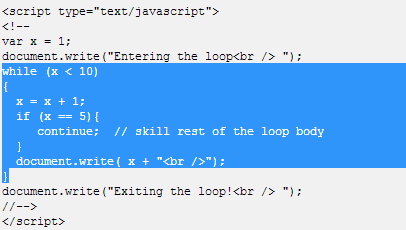 <script type="text/javascript">
<!--
var x = 1;
document.write("Entering the loop<br /> ");
while (x < 10)
{
  x = x + 1;
  if (x == 5){
     continue;  // skill rest of the loop body
  }
  document.write( x + "<br />");
}
document.write("Exiting the loop!<br /> ");
//-->
</script>